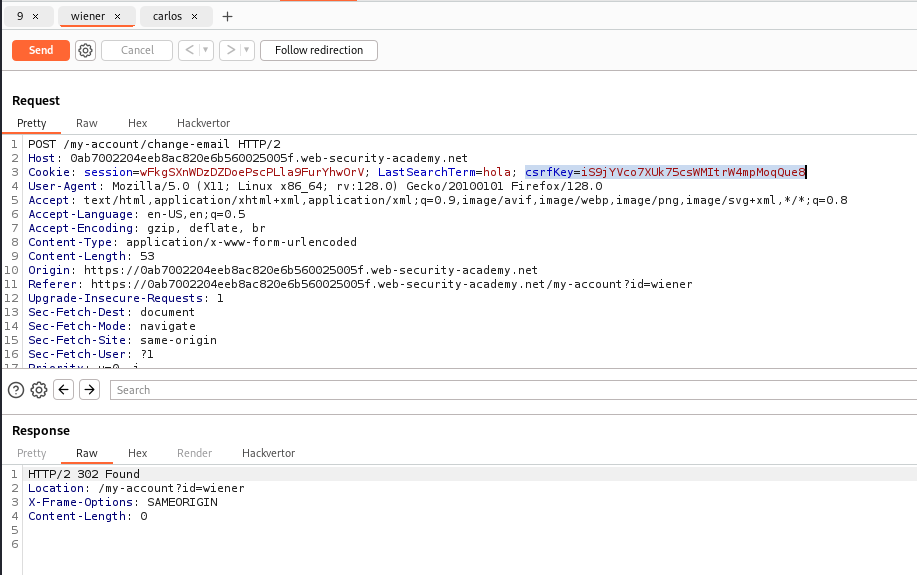 9 × wiener × carlos × +
Send Cancel < ▾ > ▾ Follow redirection
Request
Pretty Raw Hex Hackvertor
1 POST /my-account/change-email HTTP/2
2 Host: 0ab7002204eeb8ac820e6b560025005f.web-security-academy.net
3 Cookie: session=wFkgSXnWDzDZDoePscPLla9FurYhwOrV; LastSearchTerm=hola; csrfKey=iS9jYVco7XUk75csWMItrW4mpMoqQue8
4 User-Agent: Mozilla/5.0 (X11; Linux x86_64; rv:128.0) Gecko/20100101 Firefox/128.0
5 Accept: text/html,application/xhtml+xml,application/xml;q=0.9,image/avif,image/webp,image/png,image/svg+xml,*/*;q=0.8
6 Accept-Language: en-US,en;q=0.5
7 Accept-Encoding: gzip, deflate, br
8 Content-Type: application/x-www-form-urlencoded
9 Content-Length: 53
10 Origin: https://0ab7002204eeb8ac820e6b560025005f.web-security-academy.net
11 Referer: https://0ab7002204eeb8ac820e6b560025005f.web-security-academy.net/my-account?id=wiener
12 Upgrade-Insecure-Requests: 1
13 Sec-Fetch-Dest: document
14 Sec-Fetch-Mode: navigate
15 Sec-Fetch-Site: same-origin
16 Sec-Fetch-User: ?1
17 Priority: u=0, i
? ← → Search
Response
Pretty Raw Hex Render Hackvertor
1 HTTP/2 302 Found
2 Location: /my-account?id=wiener
3 X-Frame-Options: SAMEORIGIN
4 Content-Length: 0
5
6